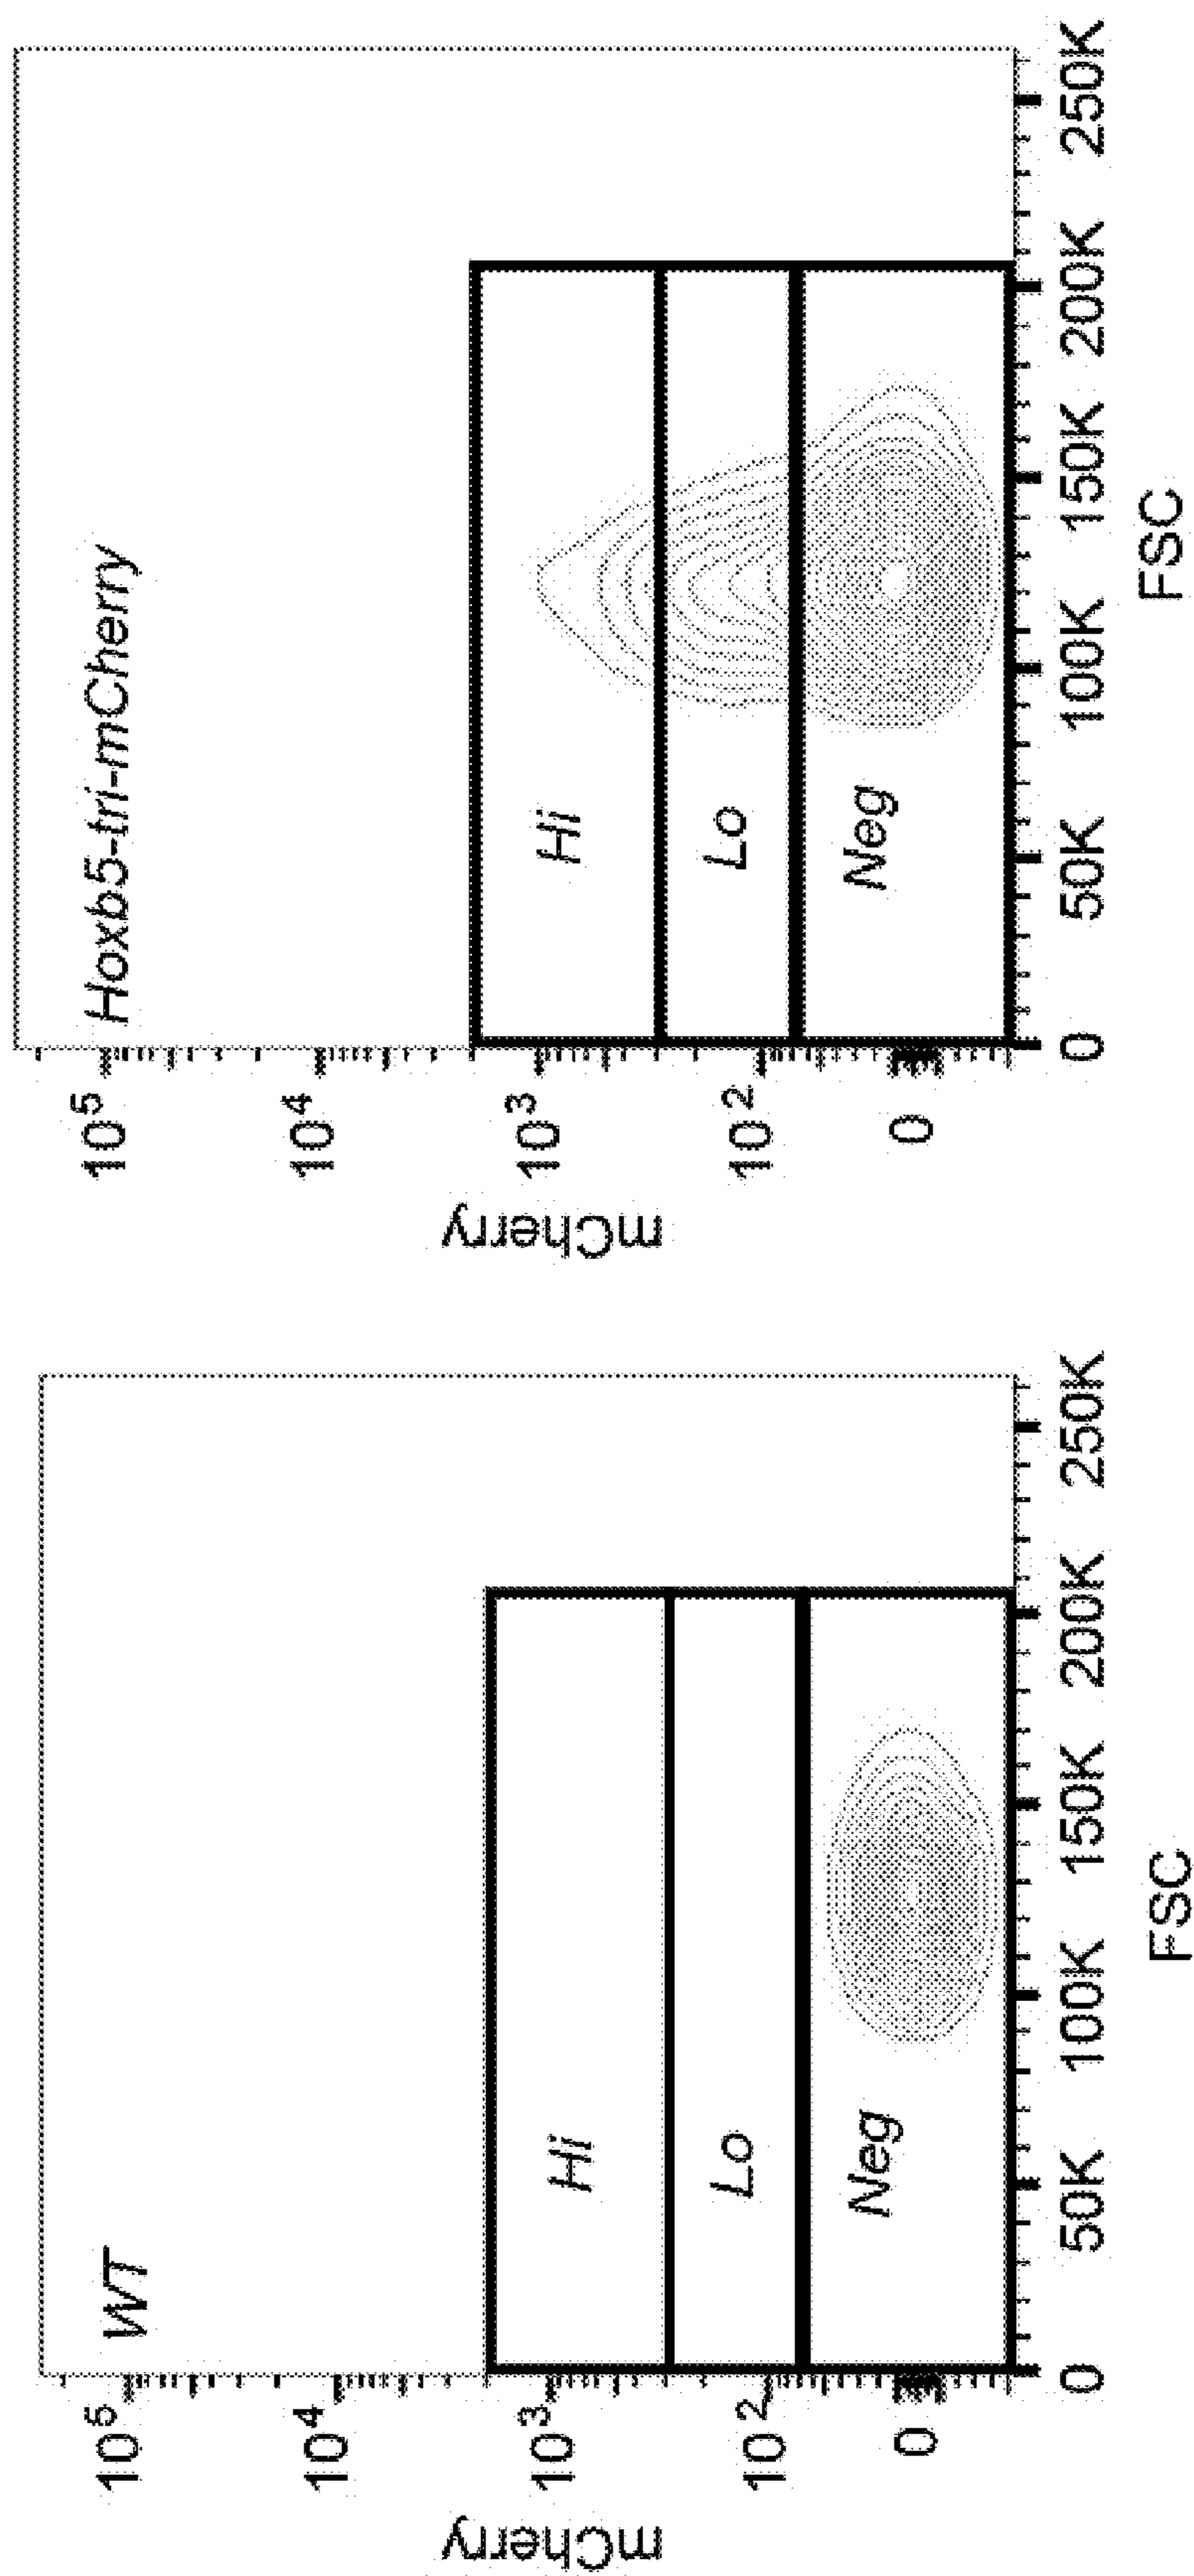 WT
10^5
10^4
10^3
10^2
0
mCherry
Hi
Lo
Neg
0 50K 100K 150K 200K 250K
FSC
Hoxb5-tri-mCherry
10^5
10^4
10^3
10^2
0
mCherry
Hi
Lo
Neg
0 50K 100K 150K 200K 250K
FSC